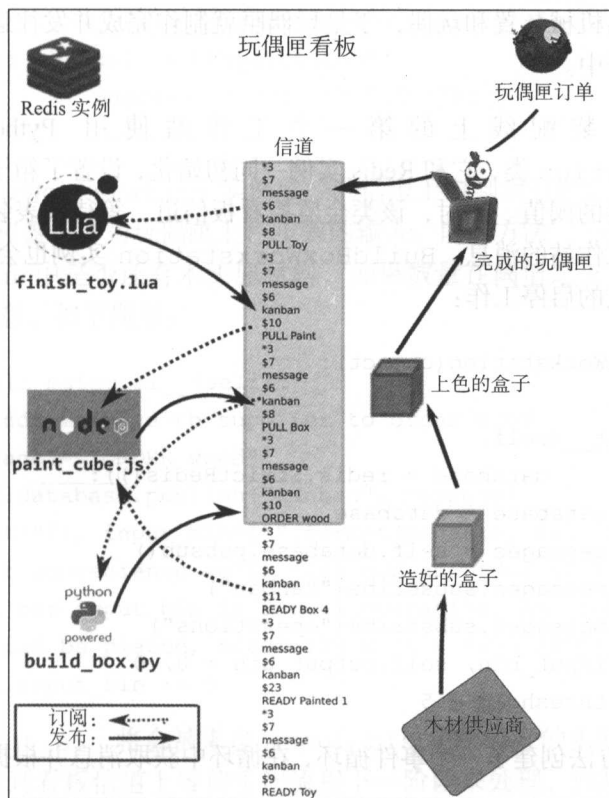 玩偶匣看板
Redis 实例
玩偶匣订单
信道
*3
$7
message
$6
kanban
$8
PULL Toy
*3
$7
message
$6
kanban
$10
PULL Paint
*3
$7
message
$6
*kanban
$8
PULL Box
*3
$7
message
$6
kanban
$10
ORDER wood
*3
$7
message
$6
kanban
$11
READY Box 4
*3
$7
message
$6
kanban
$23
READY Painted 1
*3
$7
message
$6
kanban
$9
READY Toy
Lua
finish_toy.lua
node
JS
paint_cube.js
python
powered
build_box.py
订阅：
发布：
完成的玩偶匣
上色的盒子
造好的盒子
木材供应商